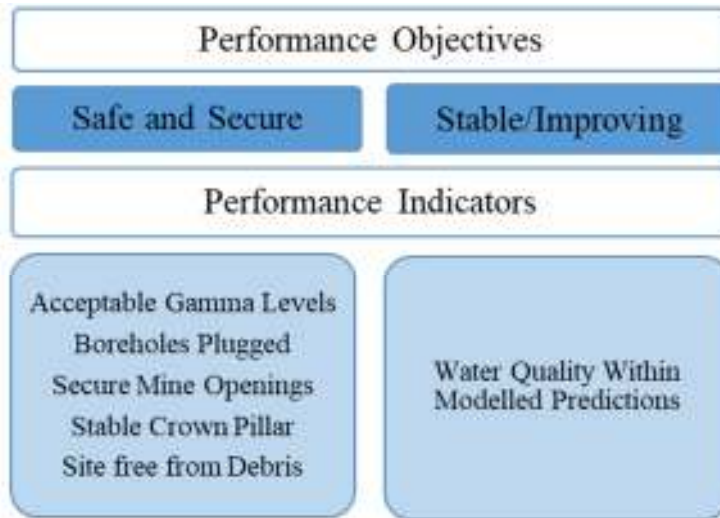 Performance Objectives
Safe and Secure
Stable/Improving
Performance Indicators
Acceptable Gamma Levels
Boreholes Plugged
Secure Mine Openings
Stable Crown Pillar
Site free from Debris
Water Quality Within
Modelled Predictions